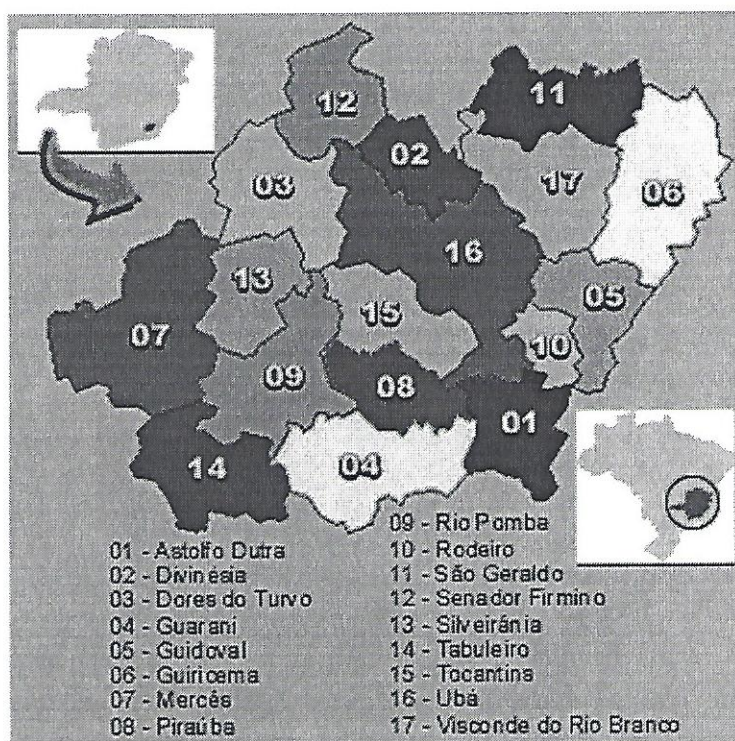 12
11
02
03
17
06
16
13
05
15
07
10
09
08
01
14
04
01 - Astolfo Dutra
02 - Divinésia
03 - Dores do Turvo
04 - Guarani
05 - Guidoval
06 - Guiricema
07 - Mercês
08 - Piraúba
09 - Rio Pomba
10 - Rodeiro
11 - São Geraldo
12 - Senador Firmino
13 - Silveirânia
14 - Tabuleiro
15 - Tocantins
16 - Ubá
17 - Visconde do Rio Branco